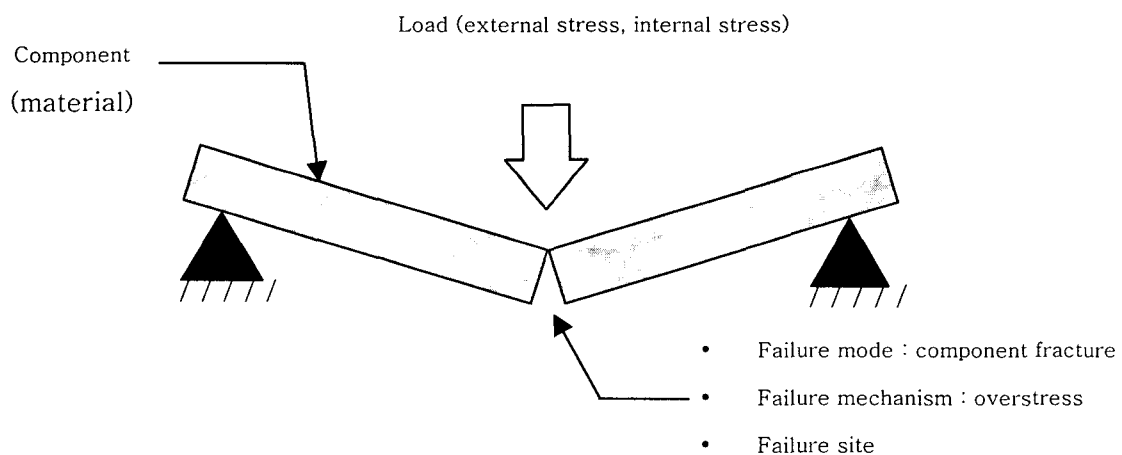 Load (external stress, internal stress)
Component
(material)
• Failure mode : component fracture
• Failure mechanism : overstress
• Failure site